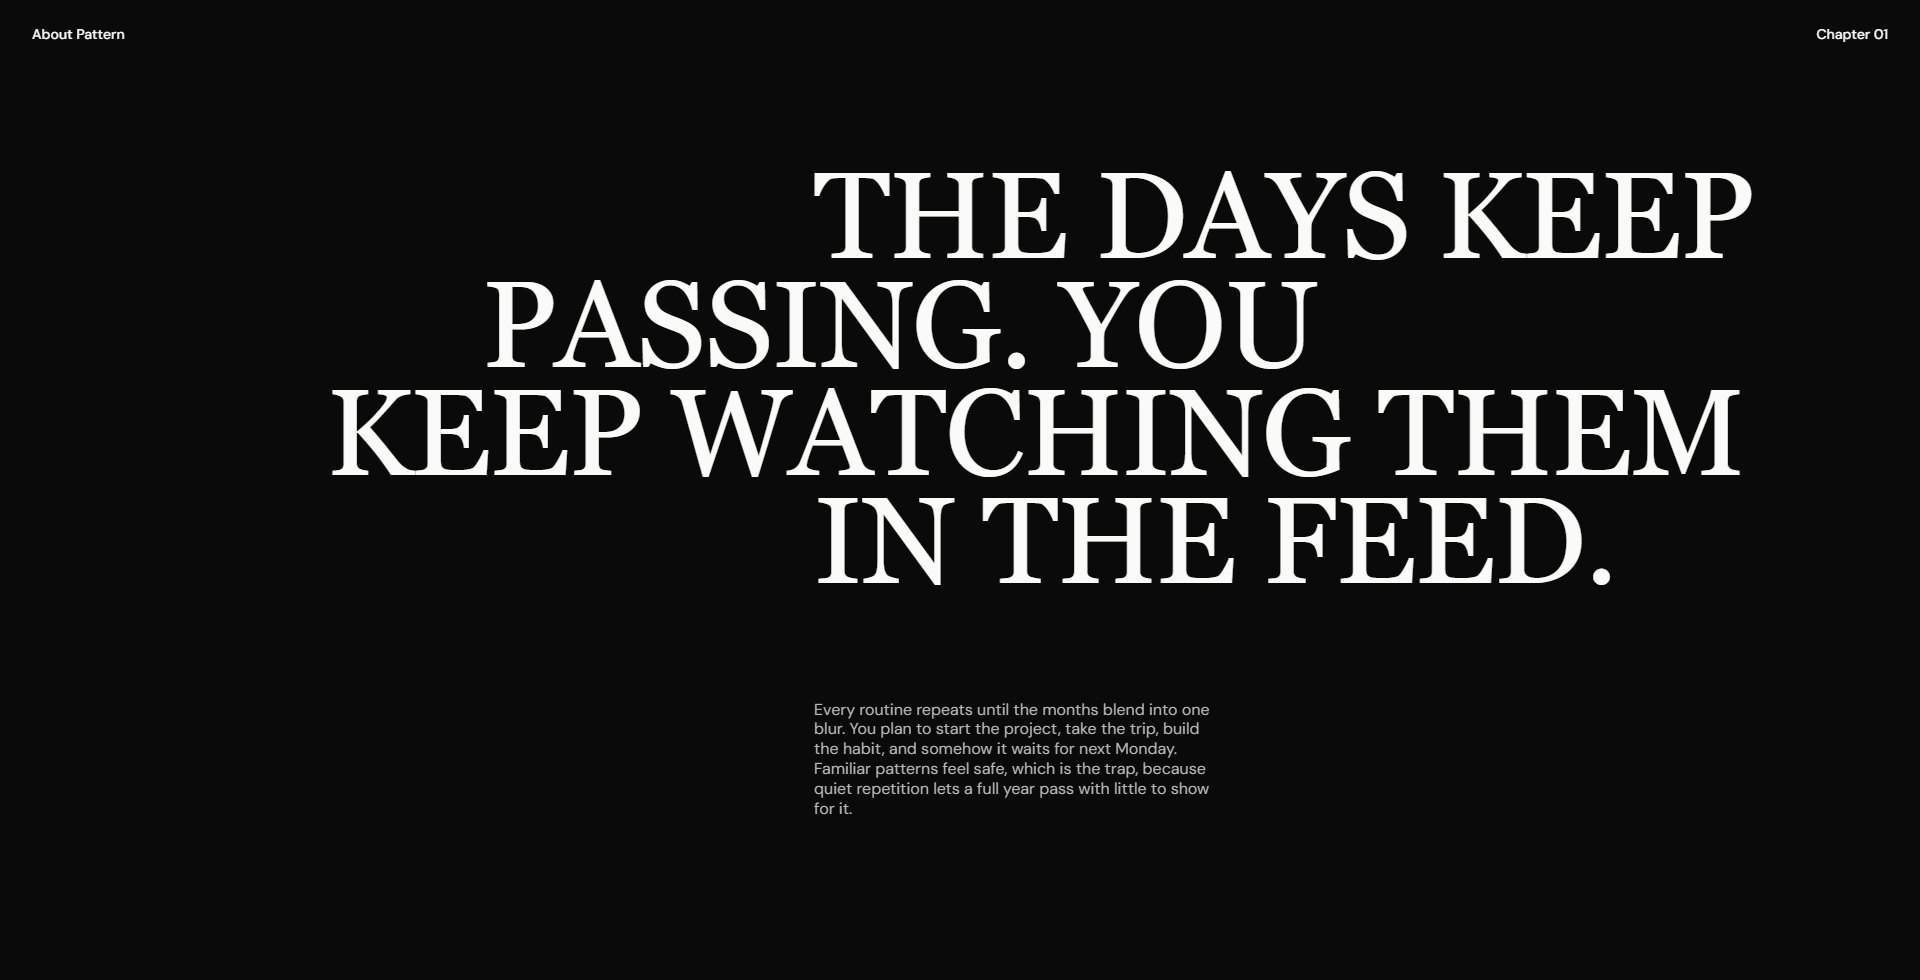 About Pattern
Chapter 01
THE DAYS KEEP
PASSING. YOU
KEEP WATCHING THEM
IN THE FEED.
Every routine repeats until the months blend into one
blur. You plan to start the project, take the trip, build
the habit, and somehow it waits for next Monday.
Familiar patterns feel safe, which is the trap, because
quiet repetition lets a full year pass with little to show
for it.